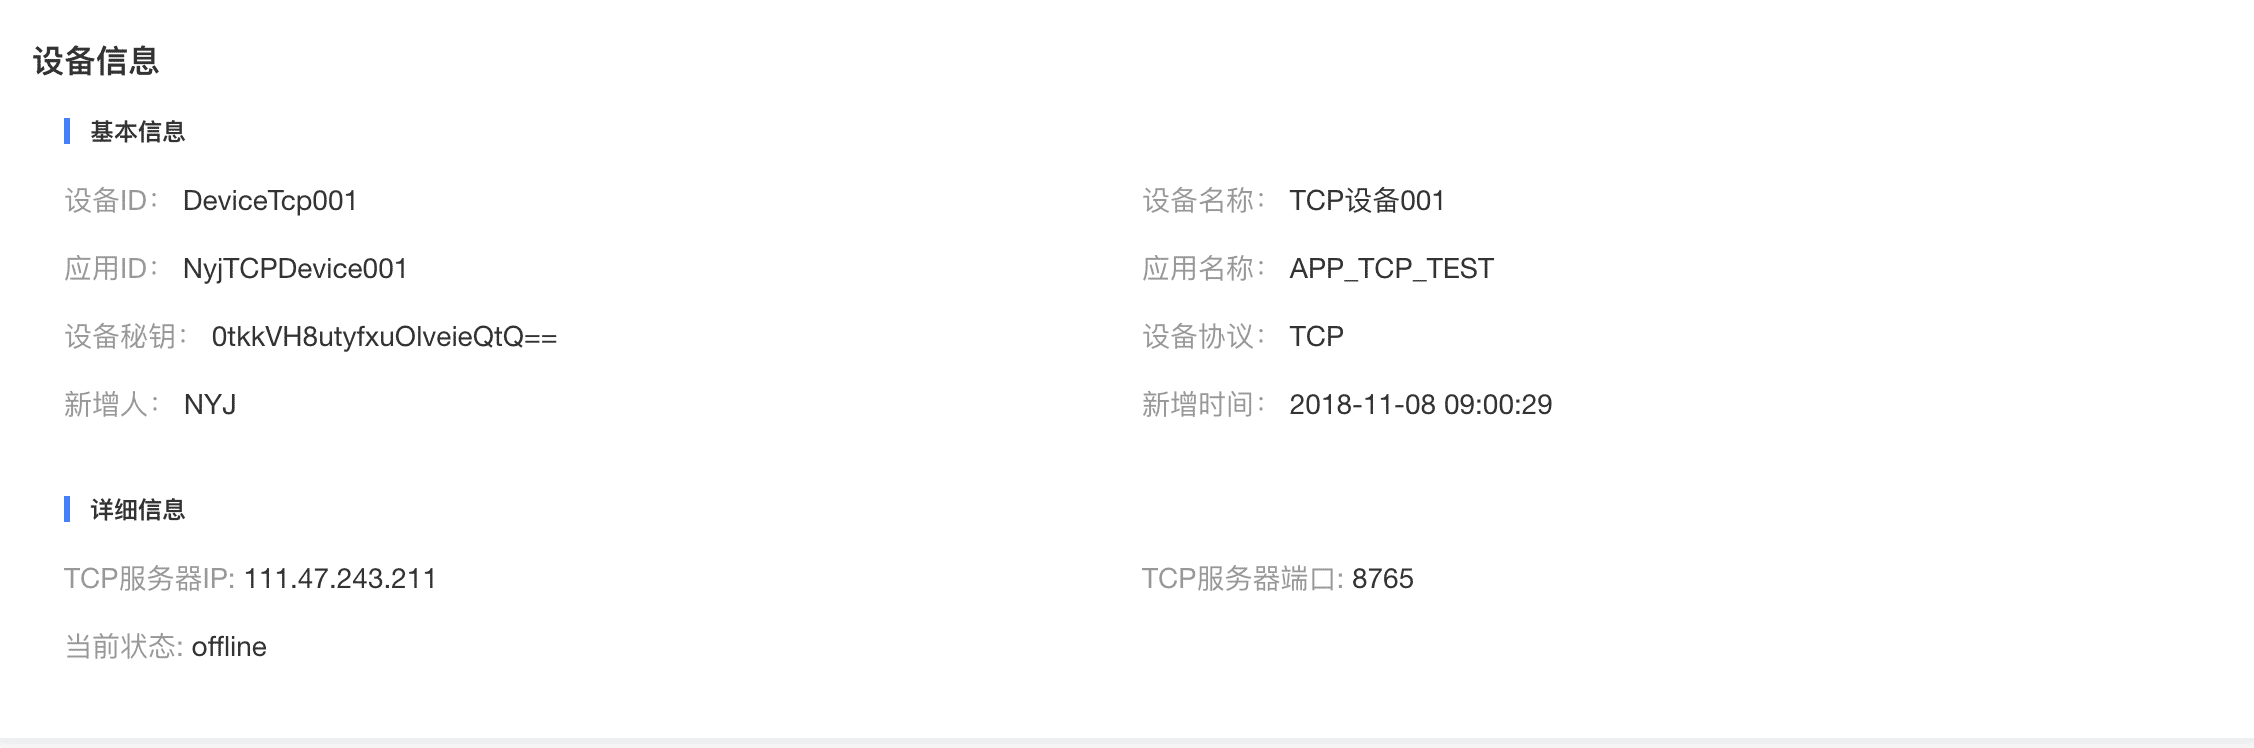 设备信息
基本信息
设备ID： DeviceTcp001
设备名称： TCP设备001
应用ID： NyjTCPDevice001
应用名称： APP_TCP_TEST
设备秘钥： 0tkkVH8utyfxuOlveieQtQ==
设备协议： TCP
新增人： NYJ
新增时间： 2018-11-08 09:00:29
详细信息
TCP服务器IP: 111.47.243.211
TCP服务器端口: 8765
当前状态: offline